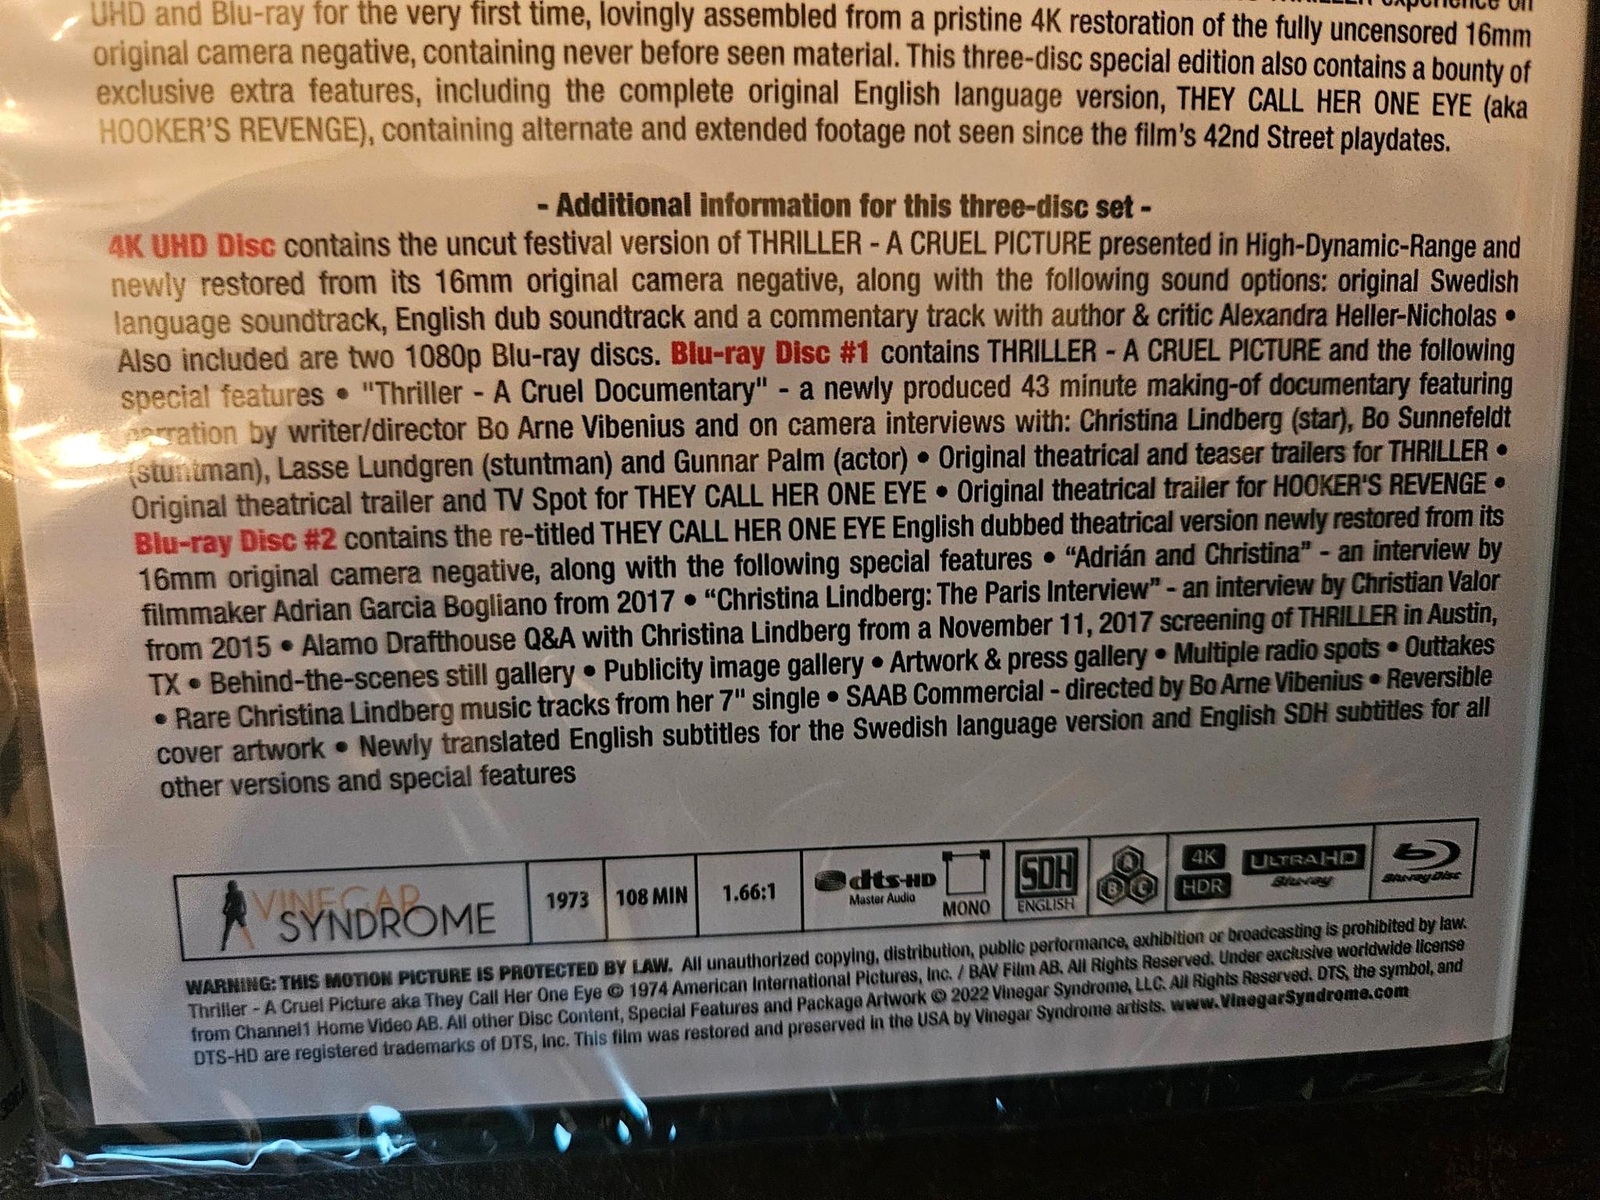 UHD and Blu-ray for the very first time, lovingly assembled from a pristine 4K restoration of the fully uncensored 16mm
original camera negative, containing never before seen material. This three-disc special edition also contains a bounty of
exclusive extra features, including the complete original English language version, THEY CALL HER ONE EYE (aka
HOOKER'S REVENGE), containing alternate and extended footage not seen since the film's 42nd Street playdates.
- Additional information for this three-disc set -
4K UHD Disc contains the uncut festival version of THRILLER - A CRUEL PICTURE presented in High-Dynamic-Range and
newly restored from its 16mm original camera negative, along with the following sound options: original Swedish
language soundtrack, English dub soundtrack and a commentary track with author & critic Alexandra Heller-Nicholas •
Also included are two 1080p Blu-ray discs. Blu-ray Disc #1 contains THRILLER - A CRUEL PICTURE and the following
special features • "Thriller - A Cruel Documentary" - a newly produced 43 minute making-of documentary featuring
narration by writer/director Bo Arne Vibenius and on camera interviews with: Christina Lindberg (star), Bo Sunnefeldt
(stuntman), Lasse Lundgren (stuntman) and Gunnar Palm (actor) • Original theatrical and teaser trailers for THRILLER •
Original theatrical trailer and TV Spot for THEY CALL HER ONE EYE • Original theatrical trailer for HOOKER'S REVENGE •
Blu-ray Disc #2 contains the re-titled THEY CALL HER ONE EYE English dubbed theatrical version newly restored from its
16mm original camera negative, along with the following special features • “Adrián and Christina” - an interview by
filmmaker Adrian Garcia Bogliano from 2017 • “Christina Lindberg: The Paris Interview” - an interview by Christian Valor
from 2015 • Alamo Drafthouse Q&A with Christina Lindberg from a November 11, 2017 screening of THRILLER in Austin,
TX • Behind-the-scenes still gallery • Publicity image gallery • Artwork & press gallery • Multiple radio spots • Outtakes
• Rare Christina Lindberg music tracks from her 7" single • SAAB Commercial - directed by Bo Arne Vibenius • Reversible
cover artwork • Newly translated English subtitles for the Swedish language version and English SDH subtitles for all
other versions and special features
VINEGAR SYNDROME 1973 108 MIN 1.66:1 dts-HD Master Audio MONO SDH ENGLISH A B C 4K HDR ULTRA HD Blu-ray Blu-ray Disc
WARNING: THIS MOTION PICTURE IS PROTECTED BY LAW. All unauthorized copying, distribution, public performance, exhibition or broadcasting is prohibited by law.
Thriller - A Cruel Picture aka They Call Her One Eye © 1974 American International Pictures, Inc. / BAV Film AB. All Rights Reserved. Under exclusive worldwide license
from Channel1 Home Video AB. All other Disc Content, Special Features and Package Artwork © 2022 Vinegar Syndrome, LLC. All Rights Reserved. DTS, the symbol, and
DTS-HD are registered trademarks of DTS, Inc. This film was restored and preserved in the USA by Vinegar Syndrome artists. www.VinegarSyndrome.com